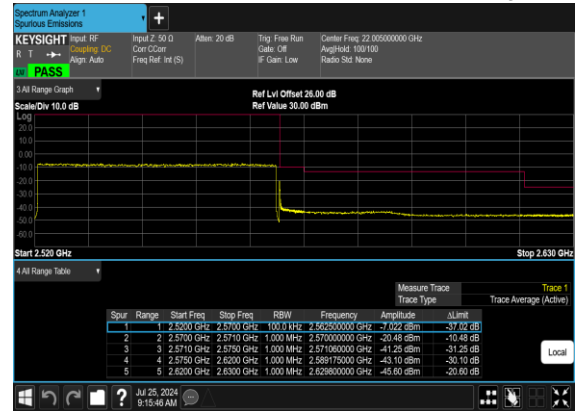 Spectrum Analyzer 1
Spurious Emissions
KEYSIGHT Input: RF Input Z: 50 Ω Atten: 20 dB Trig: Free Run Center Freq: 22.005000000 GHz
R T Coupling: DC Corr CCorr Gate: Off Avg|Hold: 100/100
Align: Auto Freq Ref: Int (S) IF Gain: Low Radio Std: None
LXI PASS
3 All Range Graph
Ref Lvl Offset 26.00 dB
Scale/Div 10.0 dB Ref Value 30.00 dBm
Log
20.0
10.0
0.00
-10.0
-20.0
-30.0
-40.0
-50.0
-60.0
Start 2.520 GHz Stop 2.630 GHz
4 All Range Table
Measure Trace Trace 1
Trace Type Trace Average (Active)
Spur Range Start Freq Stop Freq RBW Frequency Amplitude ΔLimit
1 1 2.5200 GHz 2.5700 GHz 100.0 kHz 2.562500000 GHz -7.022 dBm -37.02 dB
2 2 2.5700 GHz 2.5710 GHz 1.000 MHz 2.570000000 GHz -20.48 dBm -10.48 dB
3 3 2.5710 GHz 2.5750 GHz 1.000 MHz 2.571060000 GHz -41.25 dBm -31.25 dB
4 4 2.5750 GHz 2.6200 GHz 1.000 MHz 2.589175000 GHz -43.10 dBm -30.10 dB
5 5 2.6200 GHz 2.6300 GHz 1.000 MHz 2.629800000 GHz -45.60 dBm -20.60 dB
Local
Jul 25, 2024
9:15:46 AM